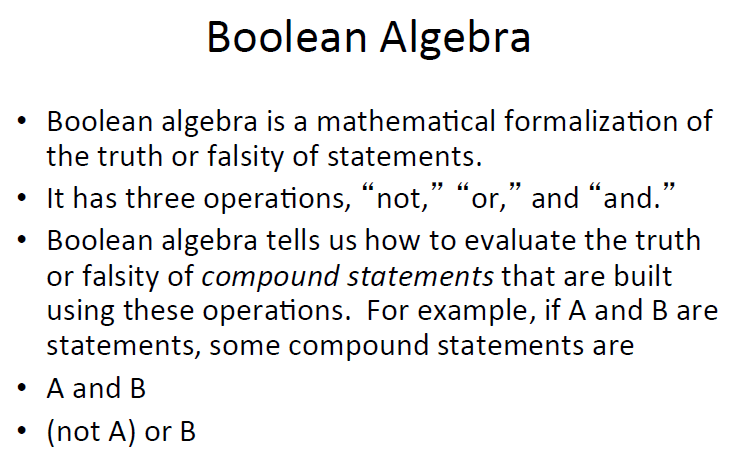 Boolean Algebra
• Boolean algebra is a mathematical formalization of
the truth or falsity of statements.
• It has three operations, “not,” “or,” and “and.”
• Boolean algebra tells us how to evaluate the truth
or falsity of compound statements that are built
using these operations.  For example, if A and B are
statements, some compound statements are
• A and B
• (not A) or B